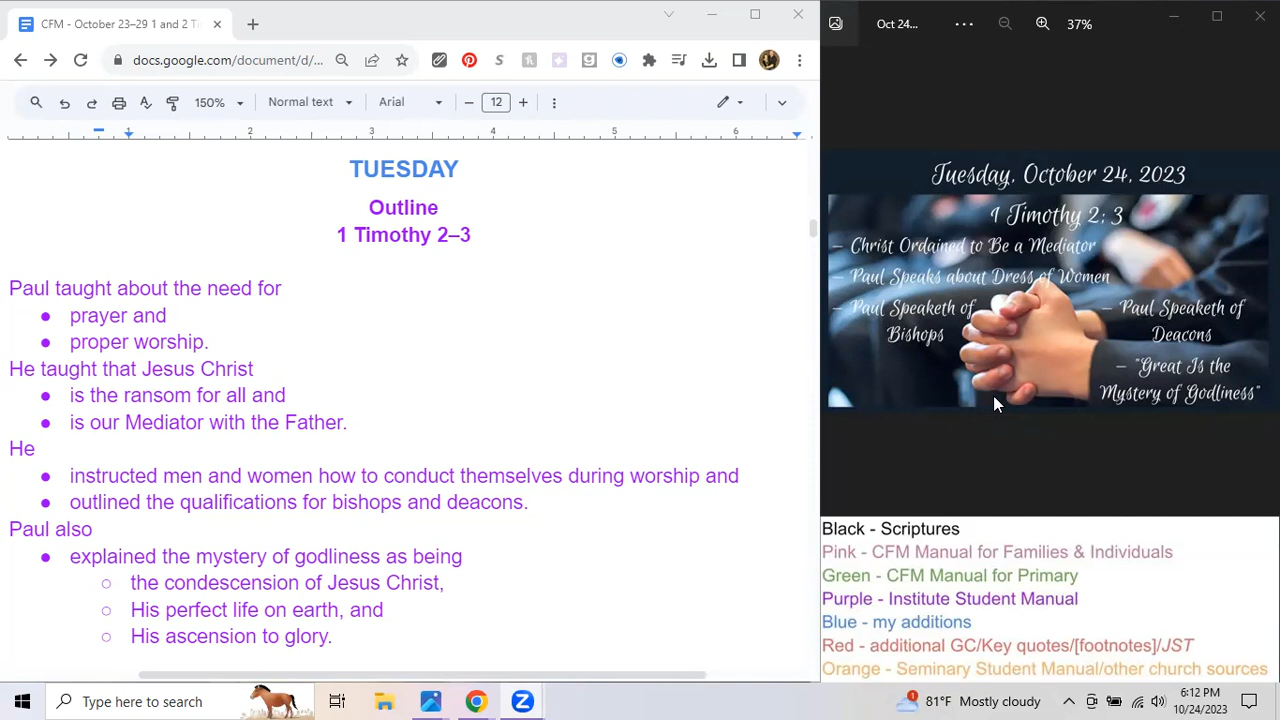 CFM - October 23–29 1 and 2 Ti
docs.google.com/document/d/...
150%
Normal text
Arial
12
1
2
3
4
5
6
TUESDAY
Outline
1 Timothy 2–3
Paul taught about the need for
● prayer and
● proper worship.
He taught that Jesus Christ
● is the ransom for all and
● is our Mediator with the Father.
He
● instructed men and women how to conduct themselves during worship and
● outlined the qualifications for bishops and deacons.
Paul also
● explained the mystery of godliness as being
○ the condescension of Jesus Christ,
○ His perfect life on earth, and
○ His ascension to glory.
Oct 24...
37%
Tuesday, October 24, 2023
1 Timothy 2; 3
– Christ Ordained to Be a Mediator
– Paul Speaks about Dress of Women
– Paul Speaketh of
Bishops
– Paul Speaketh of
Deacons
– "Great Is the
Mystery of Godliness"
Black - Scriptures
Pink - CFM Manual for Families & Individuals
Green - CFM Manual for Primary
Purple - Institute Student Manual
Blue - my additions
Red - additional GC/Key quotes/[footnotes]/JST
Orange - Seminary Student Manual/other church sources
Type here to search
1
81°F Mostly cloudy
6:12 PM
10/24/2023